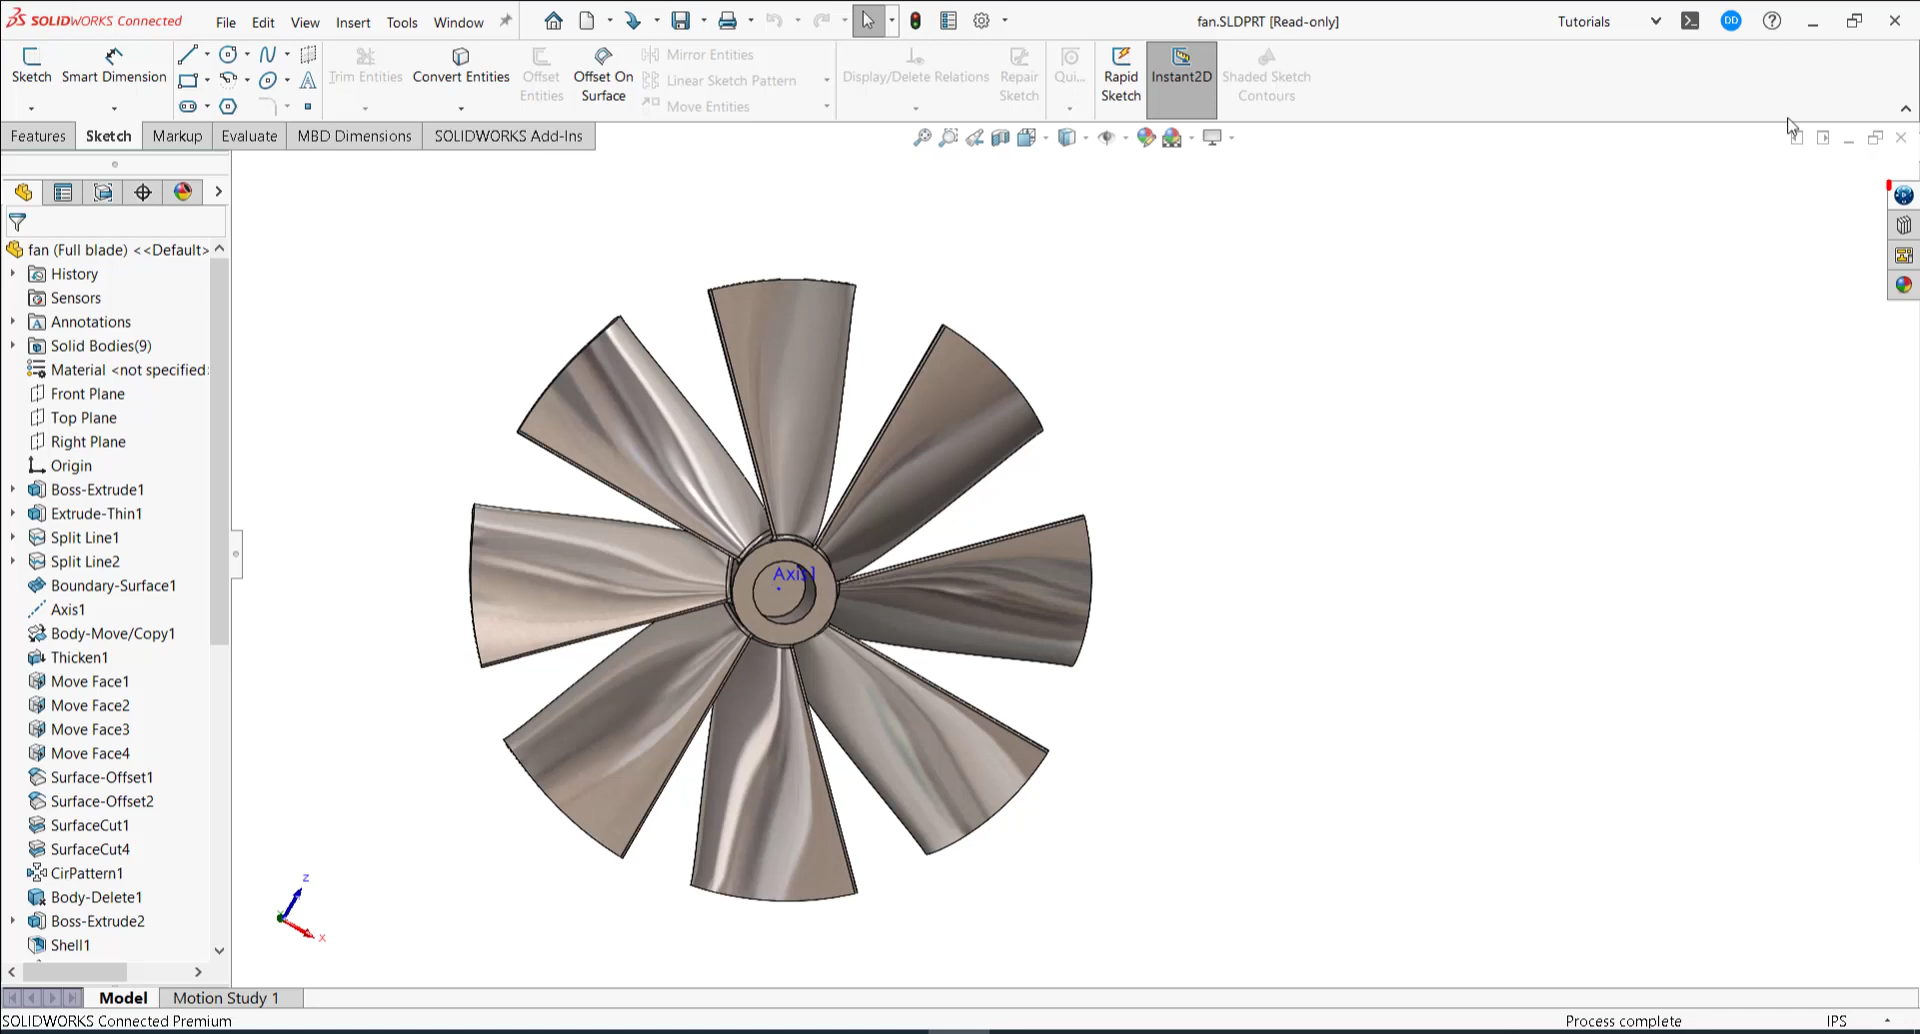 SOLIDWORKS Connected
File Edit View Insert Tools Window
fan.SLDPRT [Read-only]
Tutorials
DD
Sketch
Smart Dimension
Trim Entities
Convert Entities
Offset Entities
Offset On Surface
Mirror Entities
Linear Sketch Pattern
Move Entities
Display/Delete Relations
Repair Sketch
Qui...
Rapid Sketch
Instant2D
Shaded Sketch Contours
Features Sketch Markup Evaluate MBD Dimensions SOLIDWORKS Add-Ins
fan (Full blade) <<Default>
History
Sensors
Annotations
Solid Bodies(9)
Material <not specified>
Front Plane
Top Plane
Right Plane
Origin
Boss-Extrude1
Extrude-Thin1
Split Line1
Split Line2
Boundary-Surface1
Axis1
Body-Move/Copy1
Thicken1
Move Face1
Move Face2
Move Face3
Move Face4
Surface-Offset1
Surface-Offset2
SurfaceCut1
SurfaceCut4
CirPattern1
Body-Delete1
Boss-Extrude2
Shell1
Axis1
z
x
Model Motion Study 1
SOLIDWORKS Connected Premium
Process complete
IPS